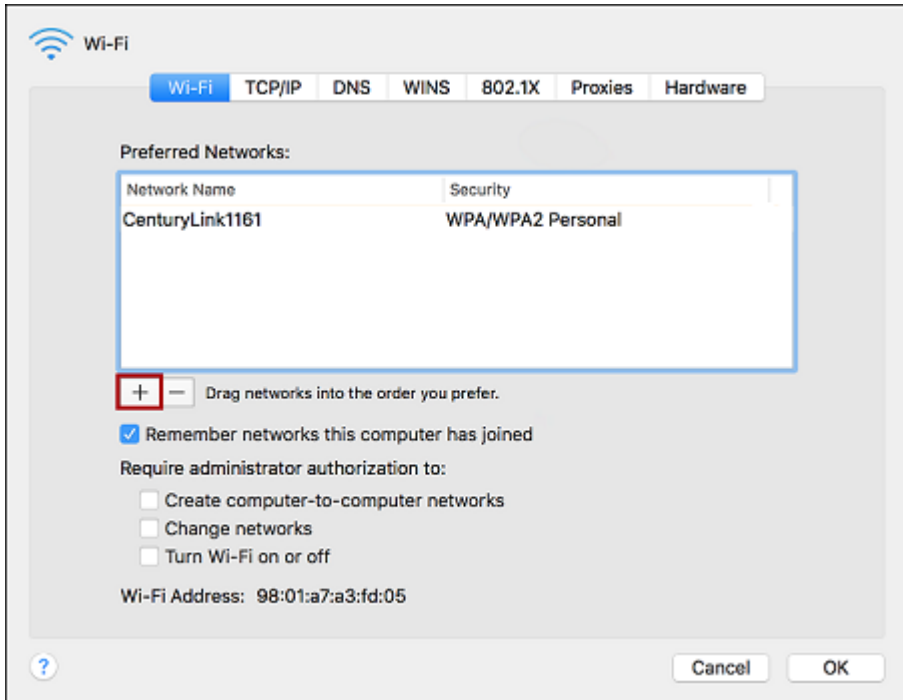 Wi-Fi
Wi-Fi TCP/IP DNS WINS 802.1X Proxies Hardware
Preferred Networks:
Network Name Security
CenturyLink1161 WPA/WPA2 Personal
+ − Drag networks into the order you prefer.
Remember networks this computer has joined
Require administrator authorization to:
Create computer-to-computer networks
Change networks
Turn Wi-Fi on or off
Wi-Fi Address: 98:01:a7:a3:fd:05
? Cancel OK